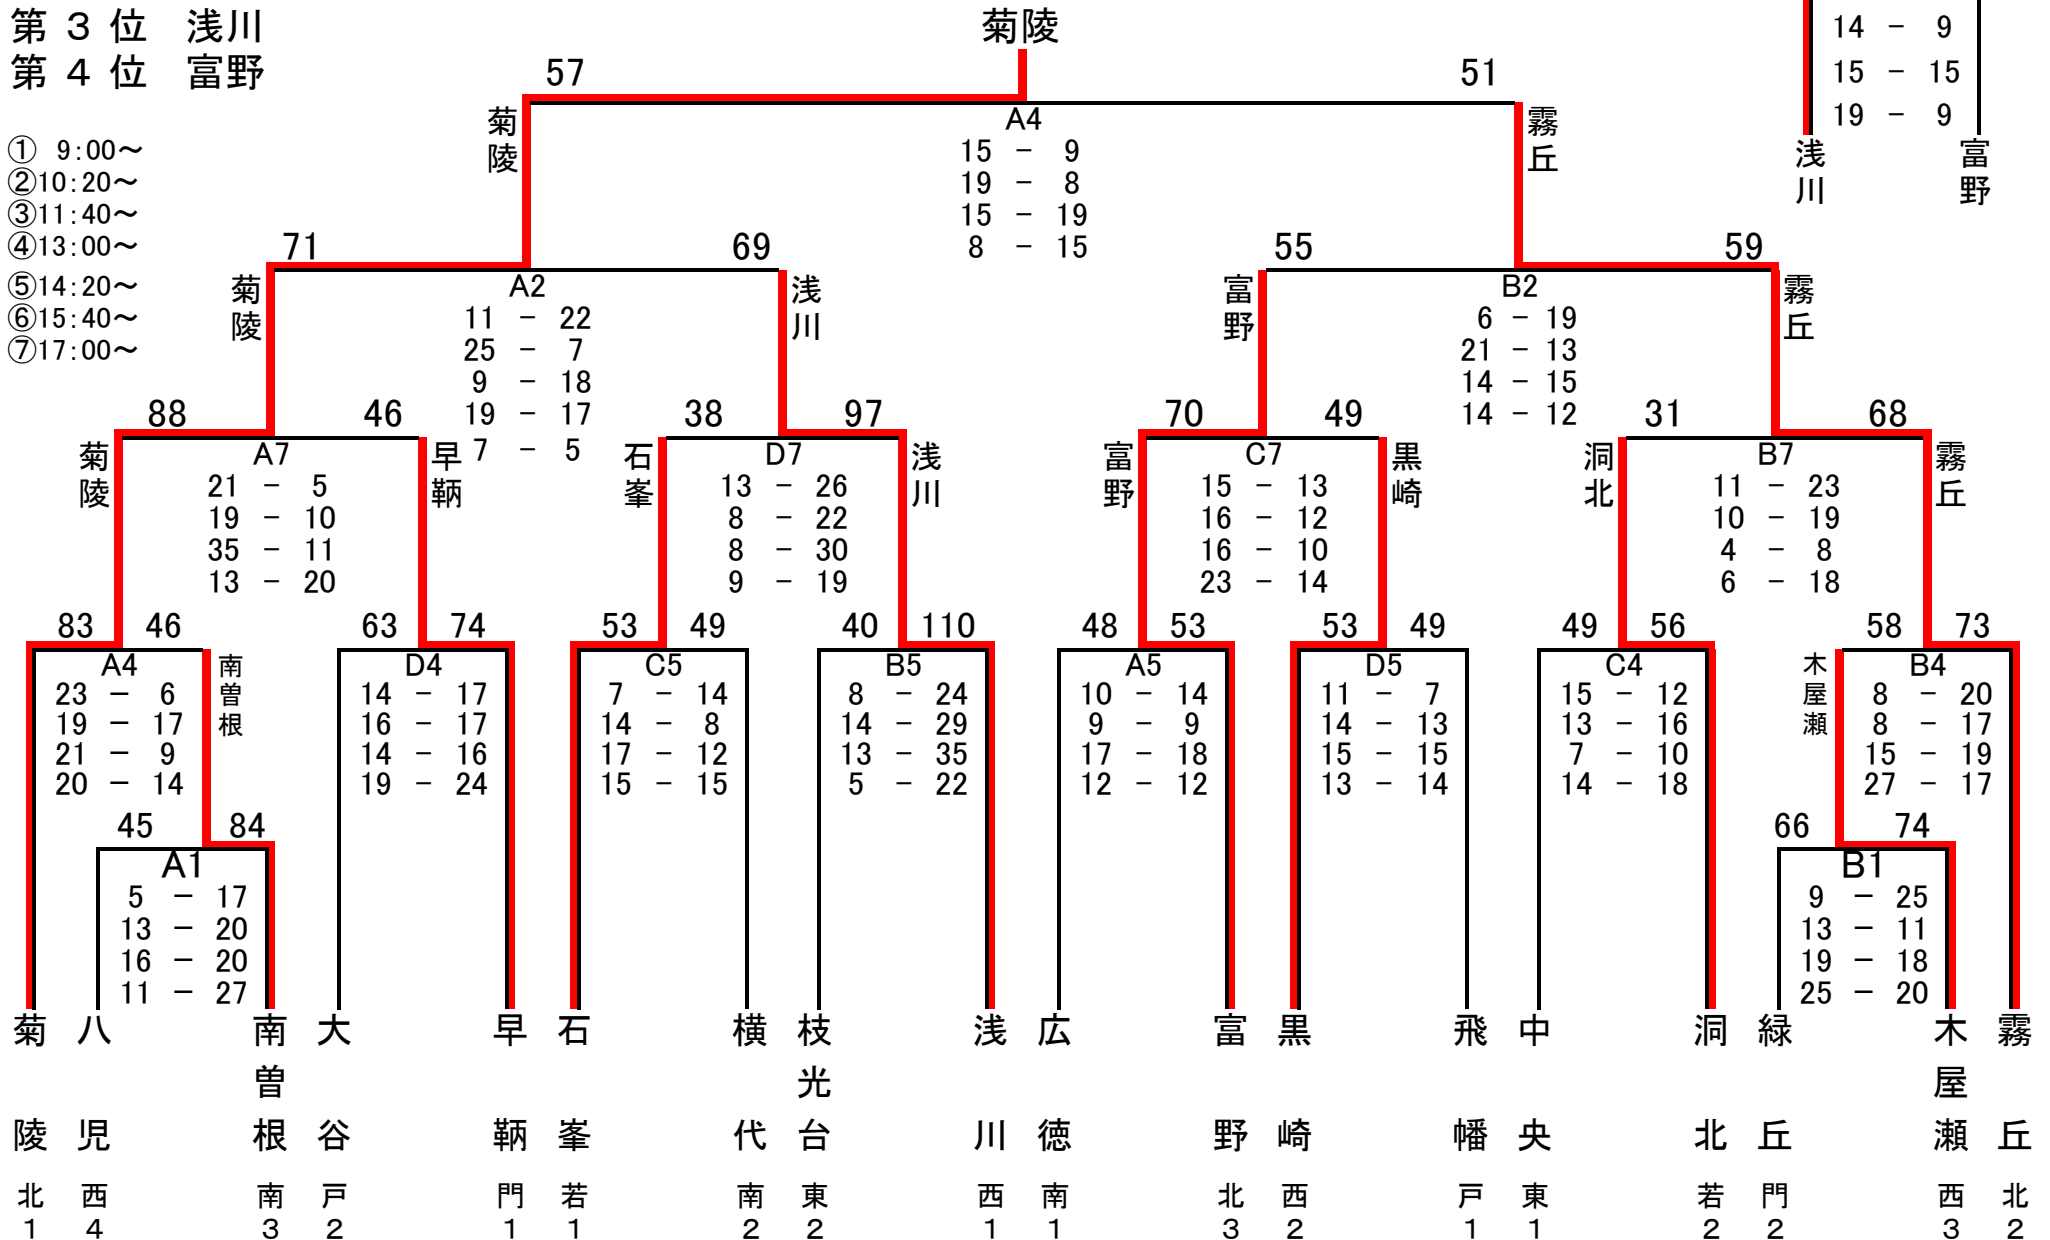 第 3 位 浅川
第 4 位 富野
① 9:00～
②10:20～
③11:40～
④13:00～
⑤14:20～
⑥15:40～
⑦17:00～
菊陵
57 51
菊陵
霧丘
A4
15 － 9
19 － 8
15 － 19
8 － 15
14 － 9
15 － 15
19 － 9
浅川
富野
71 69
菊陵
浅川
A2
11 － 22
25 － 7
9 － 18
19 － 17
7 － 5
55 59
富野
霧丘
B2
6 － 19
21 － 13
14 － 15
14 － 12
88 46
菊陵
早鞆
A7
21 － 5
19 － 10
35 － 11
13 － 20
38 97
石峯
浅川
D7
13 － 26
8 － 22
8 － 30
9 － 19
70 49
富野
黒崎
C7
15 － 13
16 － 12
16 － 10
23 － 14
31 68
洞北
霧丘
B7
11 － 23
10 － 19
4 － 8
6 － 18
83 46
A4
南曽根
23 － 6
19 － 17
21 － 9
20 － 14
63 74
D4
14 － 17
16 － 17
14 － 16
19 － 24
53 49
C5
7 － 14
14 － 8
17 － 12
15 － 15
40 110
B5
8 － 24
14 － 29
13 － 35
5 － 22
48 53
A5
10 － 14
9 － 9
17 － 18
12 － 12
53 49
D5
11 － 7
14 － 13
15 － 15
13 － 14
49 56
C4
15 － 12
13 － 16
7 － 10
14 － 18
58 73
木屋瀬
B4
8 － 20
8 － 17
15 － 19
27 － 17
45 84
A1
5 － 17
13 － 20
16 － 20
11 － 27
66 74
B1
9 － 25
13 － 11
19 － 18
25 － 20
菊陵 北1
八児 西4
南曽根 南3
大谷 戸2
早鞆 門1
石峯 若1
横代 南2
枝光台 東2
浅川 西1
広徳 南1
富野 北3
黒崎 西2
飛幡 戸1
中央 東1
洞北 若2
緑丘 門2
木屋瀬 西3
霧丘 北2